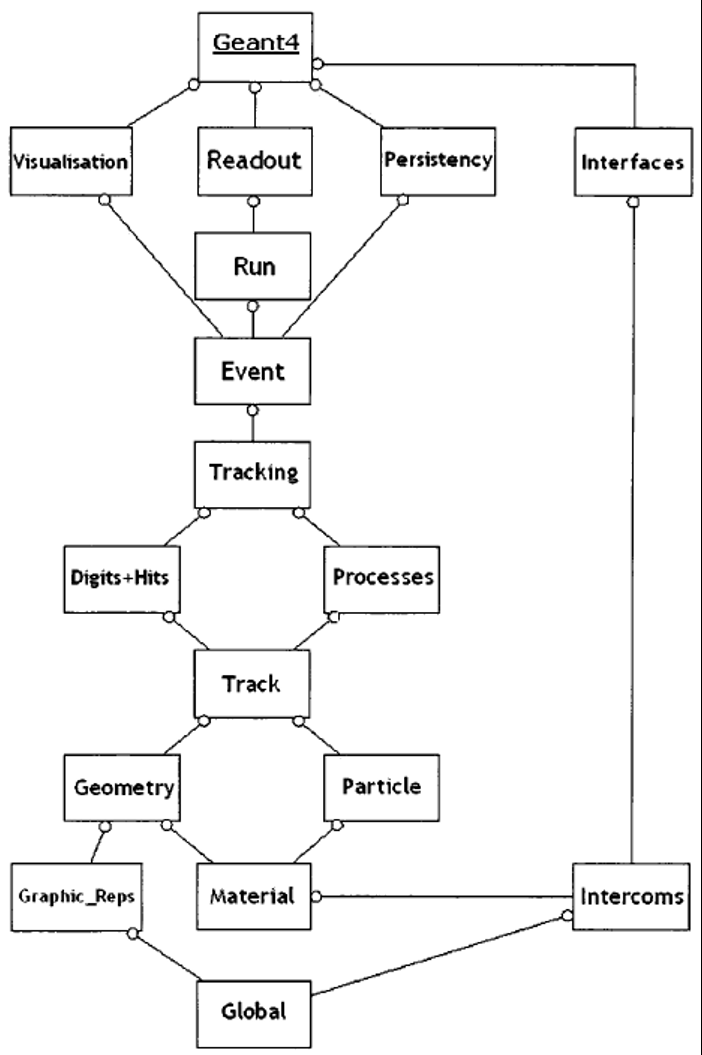 Geant4
Visualisation
Readout
Persistency
Interfaces
Run
Event
Tracking
Digits+Hits
Processes
Track
Geometry
Particle
Graphic_Reps
Material
Intercoms
Global